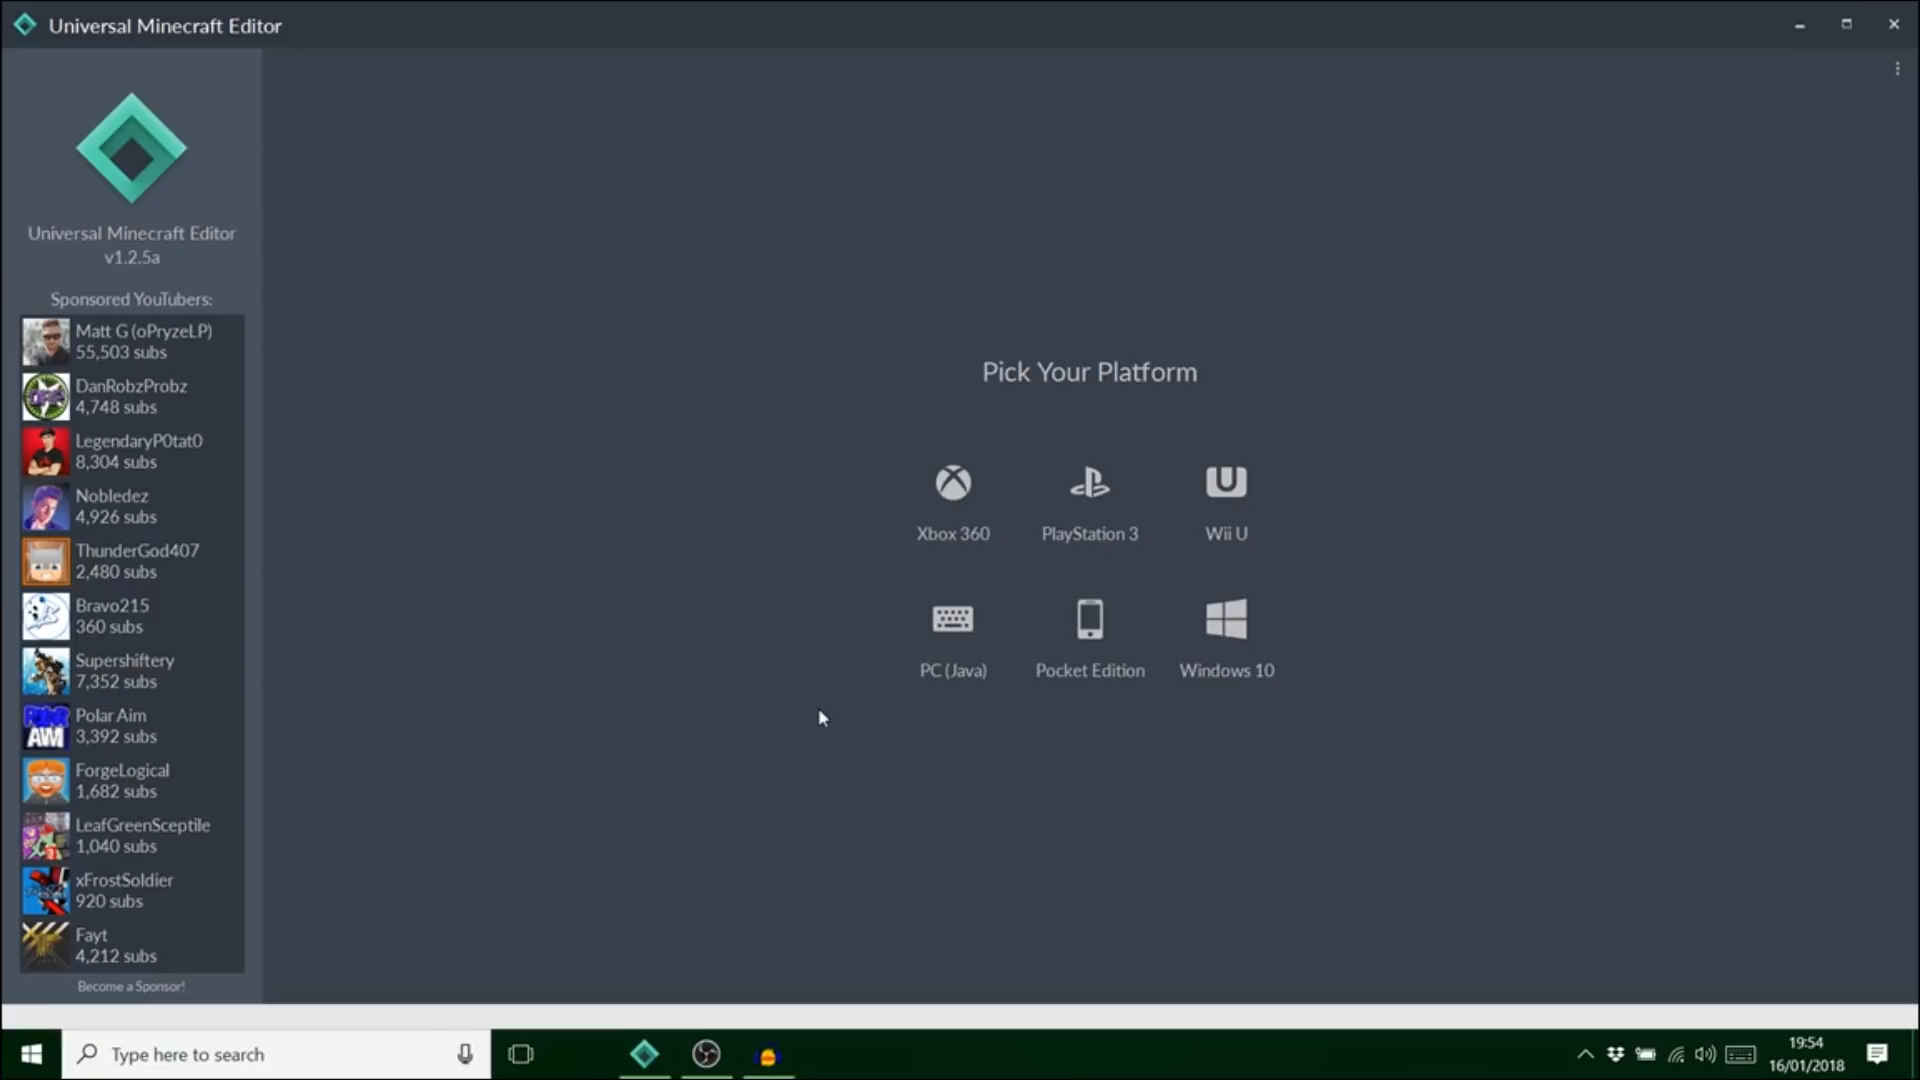 Universal Minecraft Editor
Universal Minecraft Editor
v1.2.5a
Sponsored YouTubers:
Matt G (oPryzeLP)
55,503 subs
DanRobzProbz
4,748 subs
LegendaryP0tat0
8,304 subs
Nobledez
4,926 subs
ThunderGod407
2,480 subs
Bravo215
360 subs
Supershiftery
7,352 subs
Polar Aim
3,392 subs
ForgeLogical
1,682 subs
LeafGreenSceptile
1,040 subs
xFrostSoldier
920 subs
Fayt
4,212 subs
Become a Sponsor!
Pick Your Platform
Xbox 360
PlayStation 3
Wii U
PC (Java)
Pocket Edition
Windows 10
Type here to search
19:54
16/01/2018